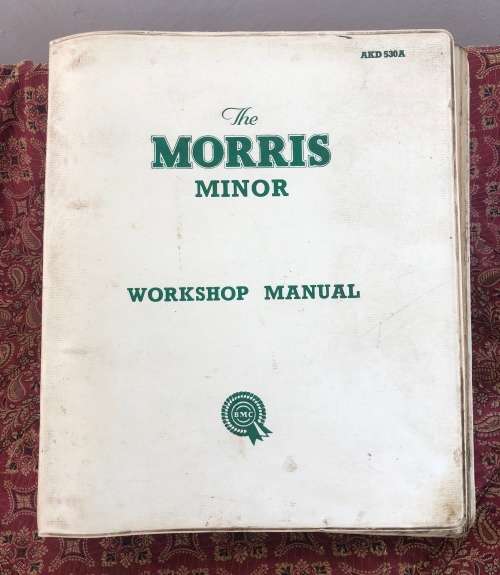 AKD 530A
The
MORRIS
MINOR
WORKSHOP MANUAL
BMC